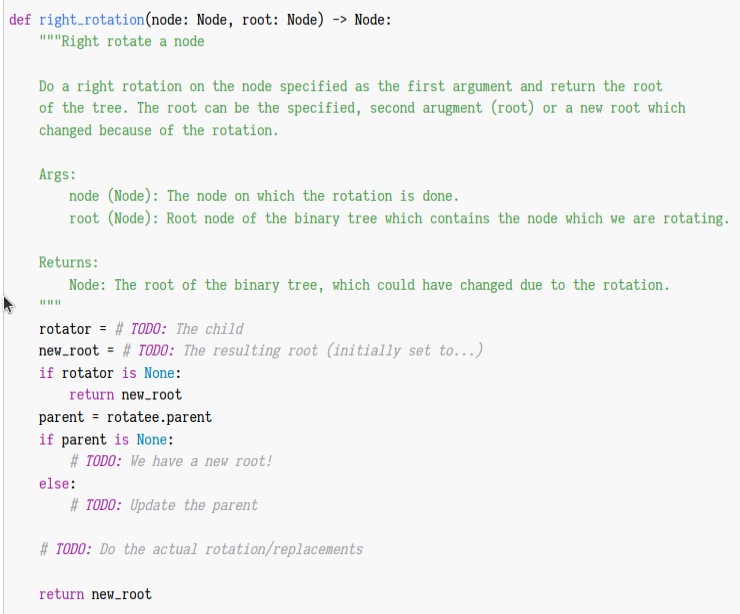 def right_rotation(node: Node, root: Node) -> Node:
    """Right rotate a node

    Do a right rotation on the node specified as the first argument and return the root
    of the tree. The root can be the specified, second arugment (root) or a new root which
    changed because of the rotation.

    Args:
        node (Node): The node on which the rotation is done.
        root (Node): Root node of the binary tree which contains the node which we are rotating.

    Returns:
        Node: The root of the binary tree, which could have changed due to the rotation.
    """
    rotator = # TODO: The child
    new_root = # TODO: The resulting root (initially set to...)
    if rotator is None:
        return new_root
    parent = rotatee.parent
    if parent is None:
        # TODO: We have a new root!
    else:
        # TODO: Update the parent

    # TODO: Do the actual rotation/replacements

    return new_root